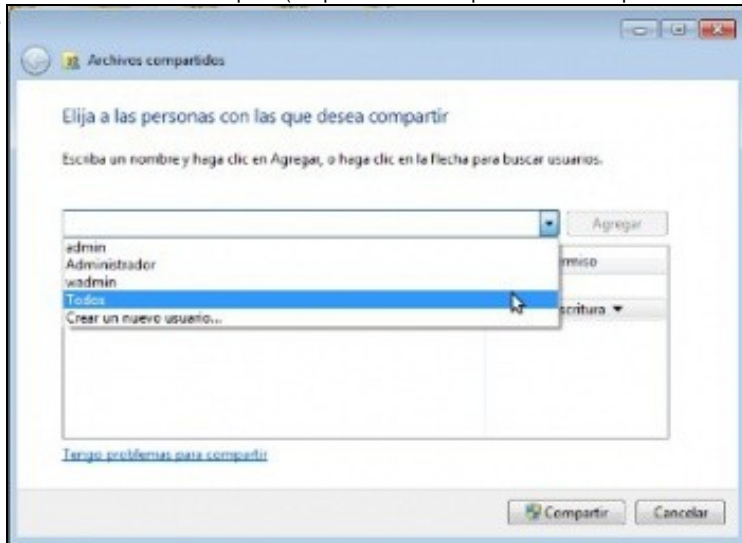 Archivos compartidos
Elija a las personas con las que desea compartir
Escriba un nombre y haga clic en Agregar, o haga clic en la flecha para buscar usuarios.
Agregar
admin
Administrador
wadmin
Todos
Crear un nuevo usuario...
rmiso
scritura
Tengo problemas para compartir
Compartir
Cancelar